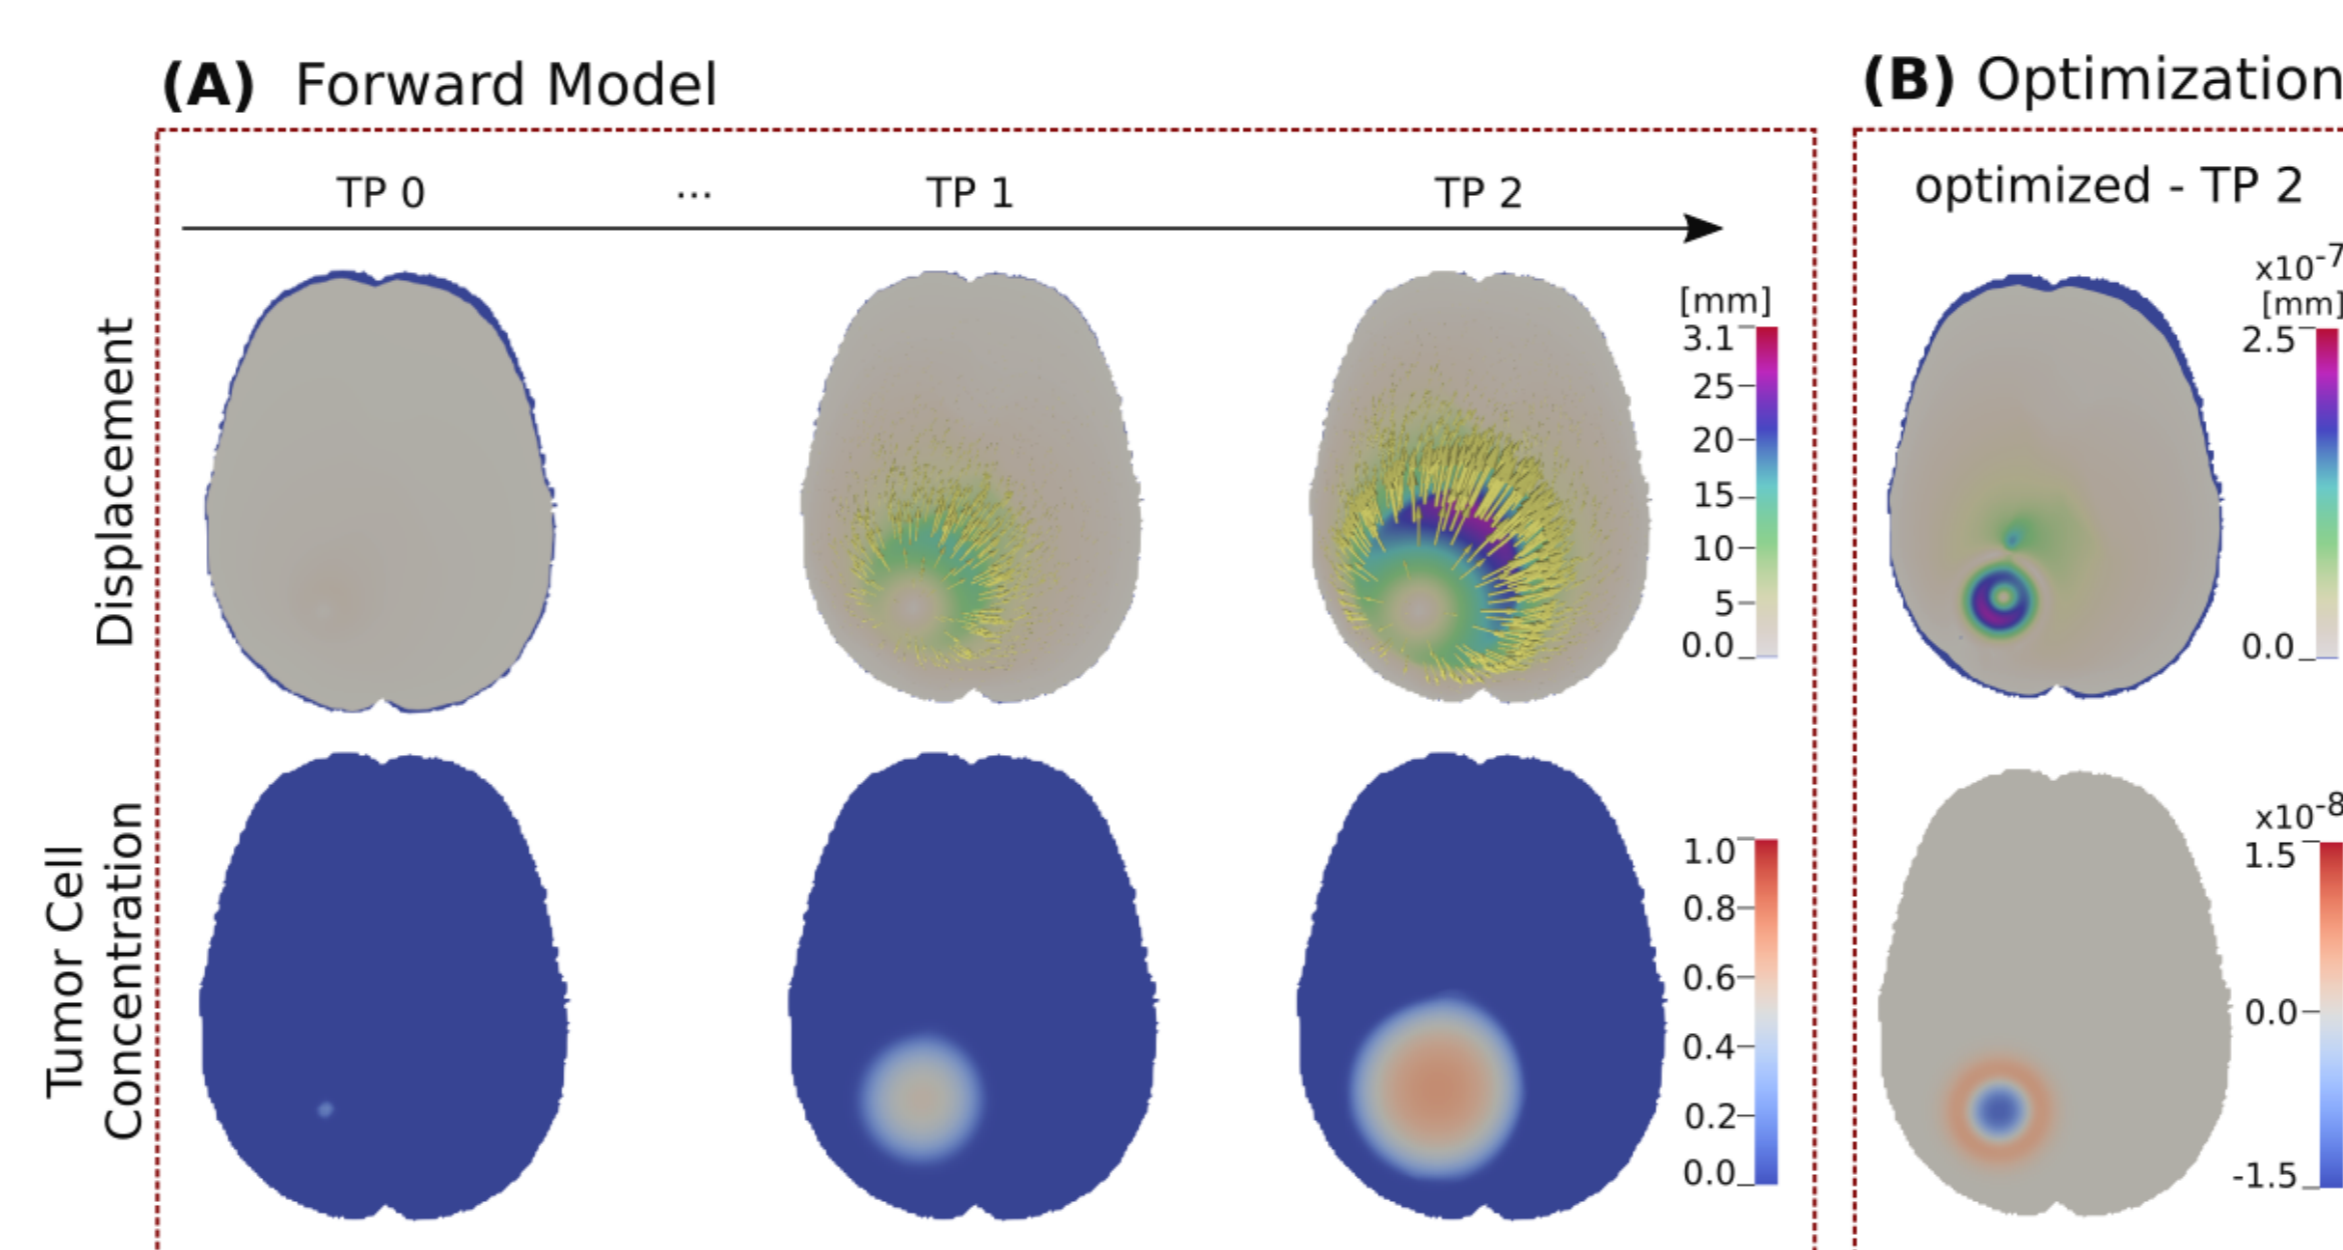 (A) Forward Model
(B) Optimization
TP 0
...
TP 1
TP 2
optimized - TP 2
Displacement
[mm]
3.1
25
20
15
10
5
0.0
x10-7
[mm]
2.5
0.0
Tumor Cell
Concentration
1.0
0.8
0.6
0.4
0.2
0.0
x10-8
1.5
0.0
-1.5